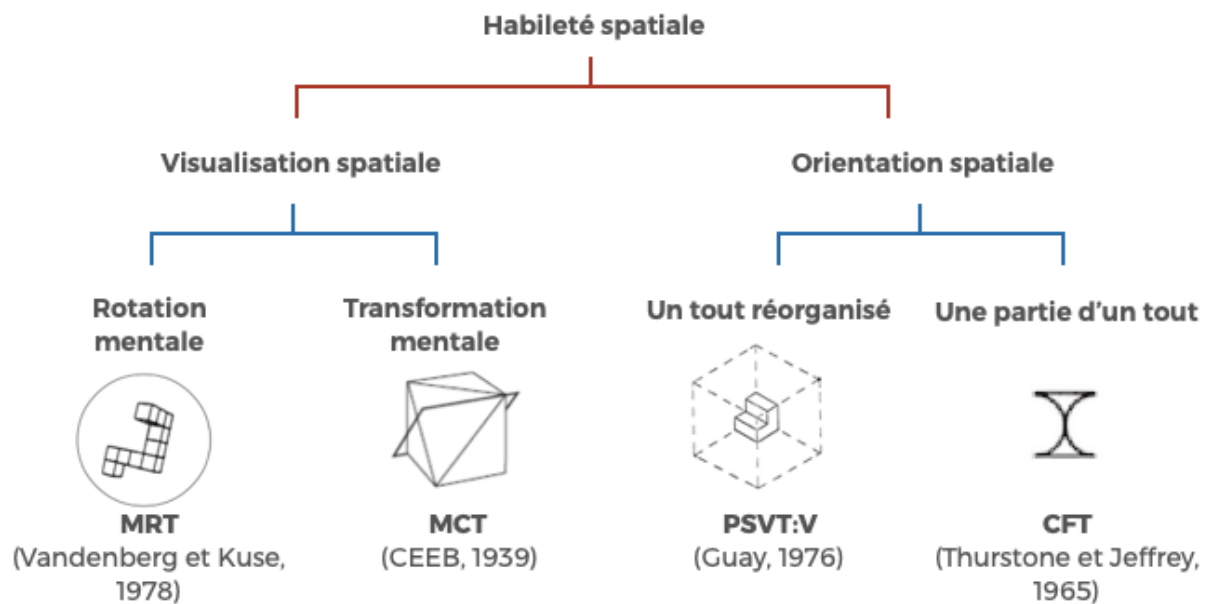 Habileté spatiale
Visualisation spatiale
Orientation spatiale
Rotation
mentale
Transformation
mentale
Un tout réorganisé
Une partie d'un tout
MRT
(Vandenberg et Kuse,
1978)
MCT
(CEEB, 1939)
PSVT:V
(Guay, 1976)
CFT
(Thurstone et Jeffrey,
1965)